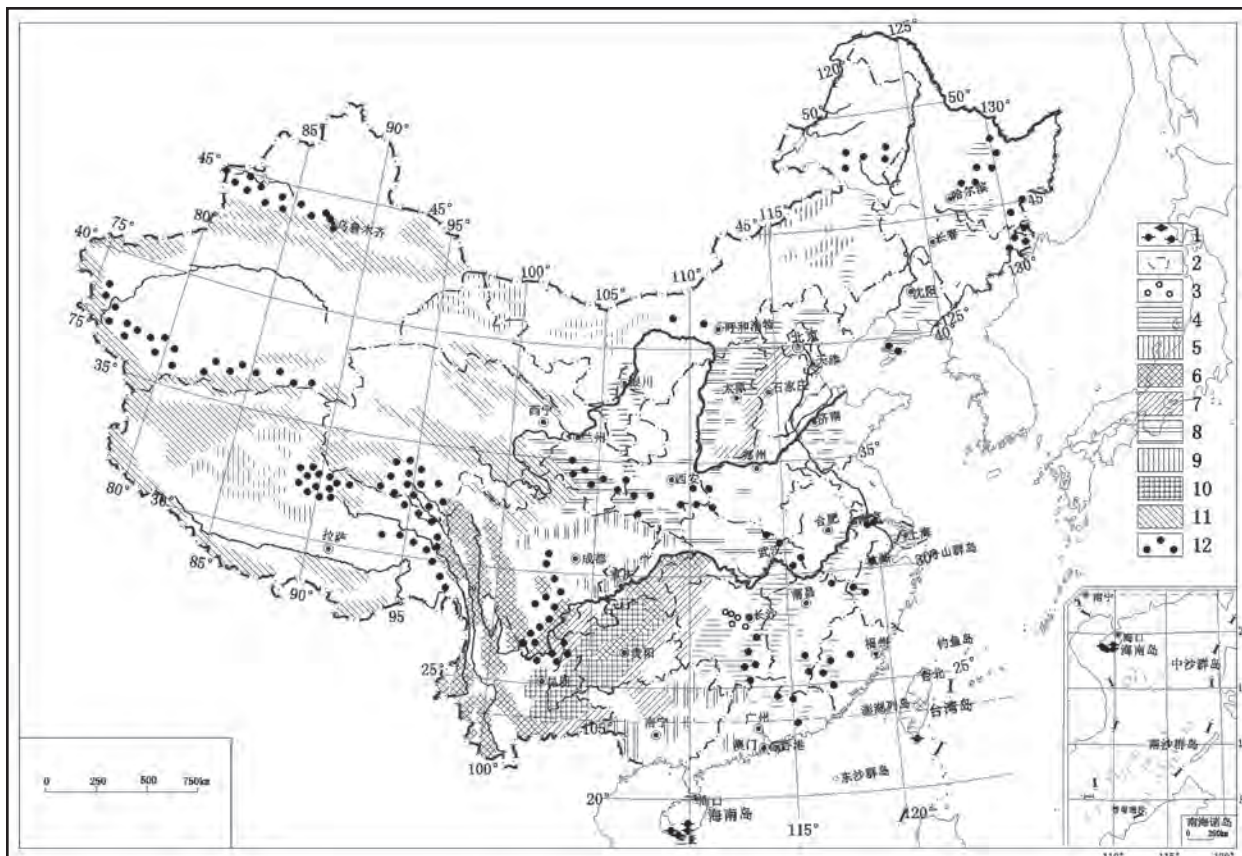 125°
120°
50°
50°
130°
85°
90°
45°
80°
乌鲁木齐
45°
95°
75°
40°
哈尔滨
45°
长春
130°
115°
45°
110°
105°
100°
沈阳
125°
40°
呼和浩特
北京
天津
银川
太原
石家庄
济南
75°
35°
西宁
兰州
郑州
35°
西安
80°
30°
拉萨
85°
90°
95
成都
合肥
上海
武汉
30°
舟山群岛
南昌
长沙
贵阳
福州
钓鱼岛
25°
25°
昆明
台北
台湾岛
澎湖列岛
105°
南宁
广州
澳门
香港
100°
东沙群岛
20°
海口
海南岛
115°
120°
1
2
3
4
5
6
7
8
9
10
11
12
0 250 500 750km
南宁
海口
海南岛
中沙群岛
南沙群岛
南海诸岛
0 250km
110°
115°